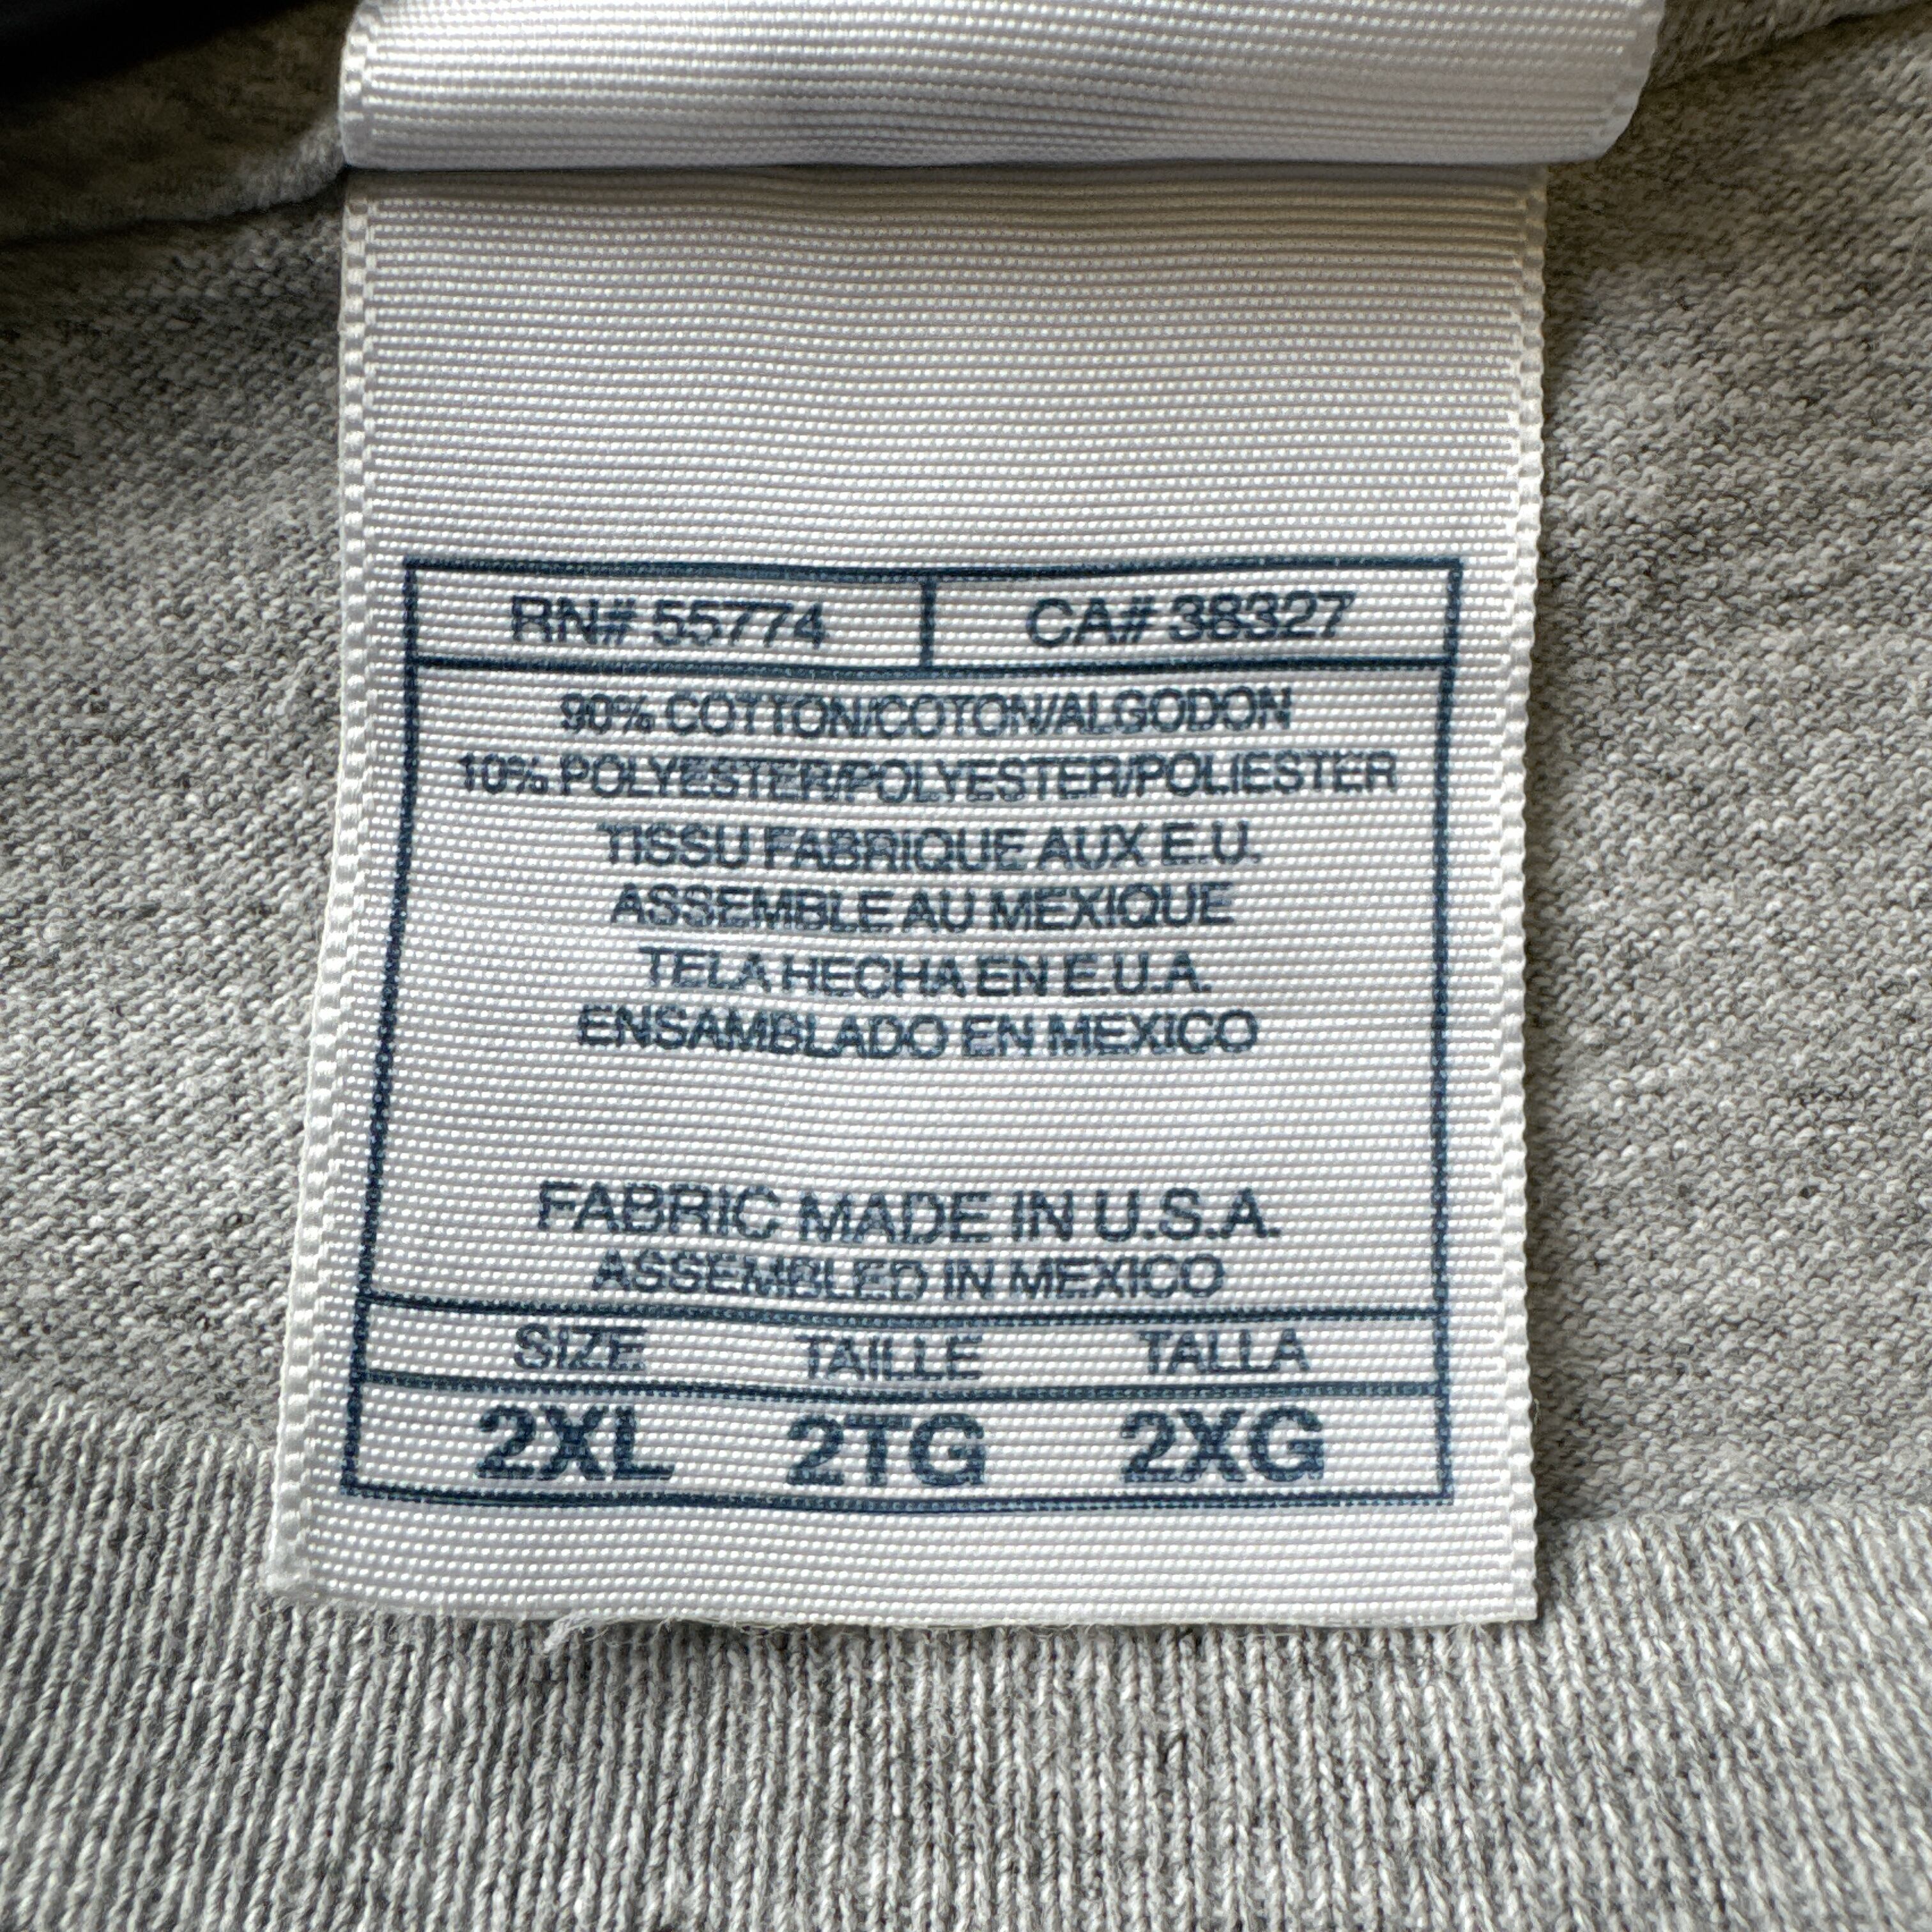 RN# 55774 CA# 38327
90% COTTON/COTON/ALGODON
10% POLYESTER/POLYESTER/POLIESTER
TISSU FABRIQUE AUX E.U.
ASSEMBLE AU MEXIQUE
TELA HECHA EN E.U.A.
ENSAMBLADO EN MEXICO
FABRIC MADE IN U.S.A.
ASSEMBLED IN MEXICO
SIZE TAILLE TALLA
2XL 2TG 2XG